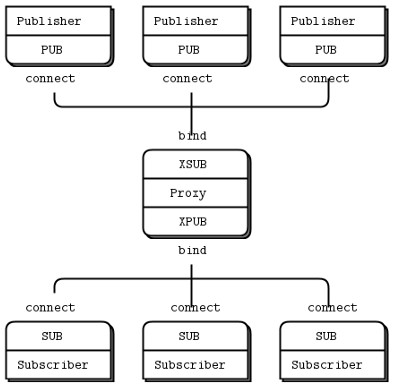 Publisher Publisher Publisher
PUB PUB PUB
connect connect connect
bind
XSUB
Proxy
XPUB
bind
connect connect connect
SUB SUB SUB
Subscriber Subscriber Subscriber